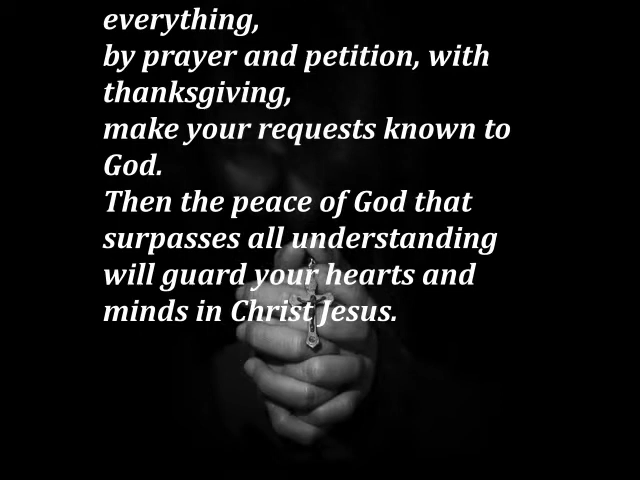 everything,
by prayer and petition, with
thanksgiving,
make your requests known to
God.
Then the peace of God that
surpasses all understanding
will guard your hearts and
minds in Christ Jesus.